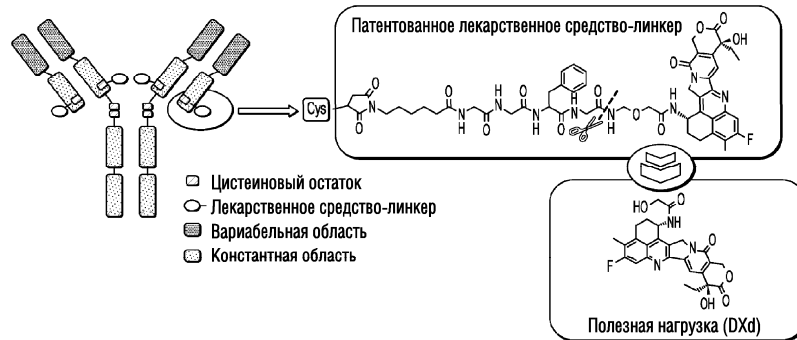 Патентованное лекарственное средство-линкер
Cys
Цистеиновый остаток
Лекарственное средство-линкер
Вариабельная область
Константная область
Полезная нагрузка (DXd)